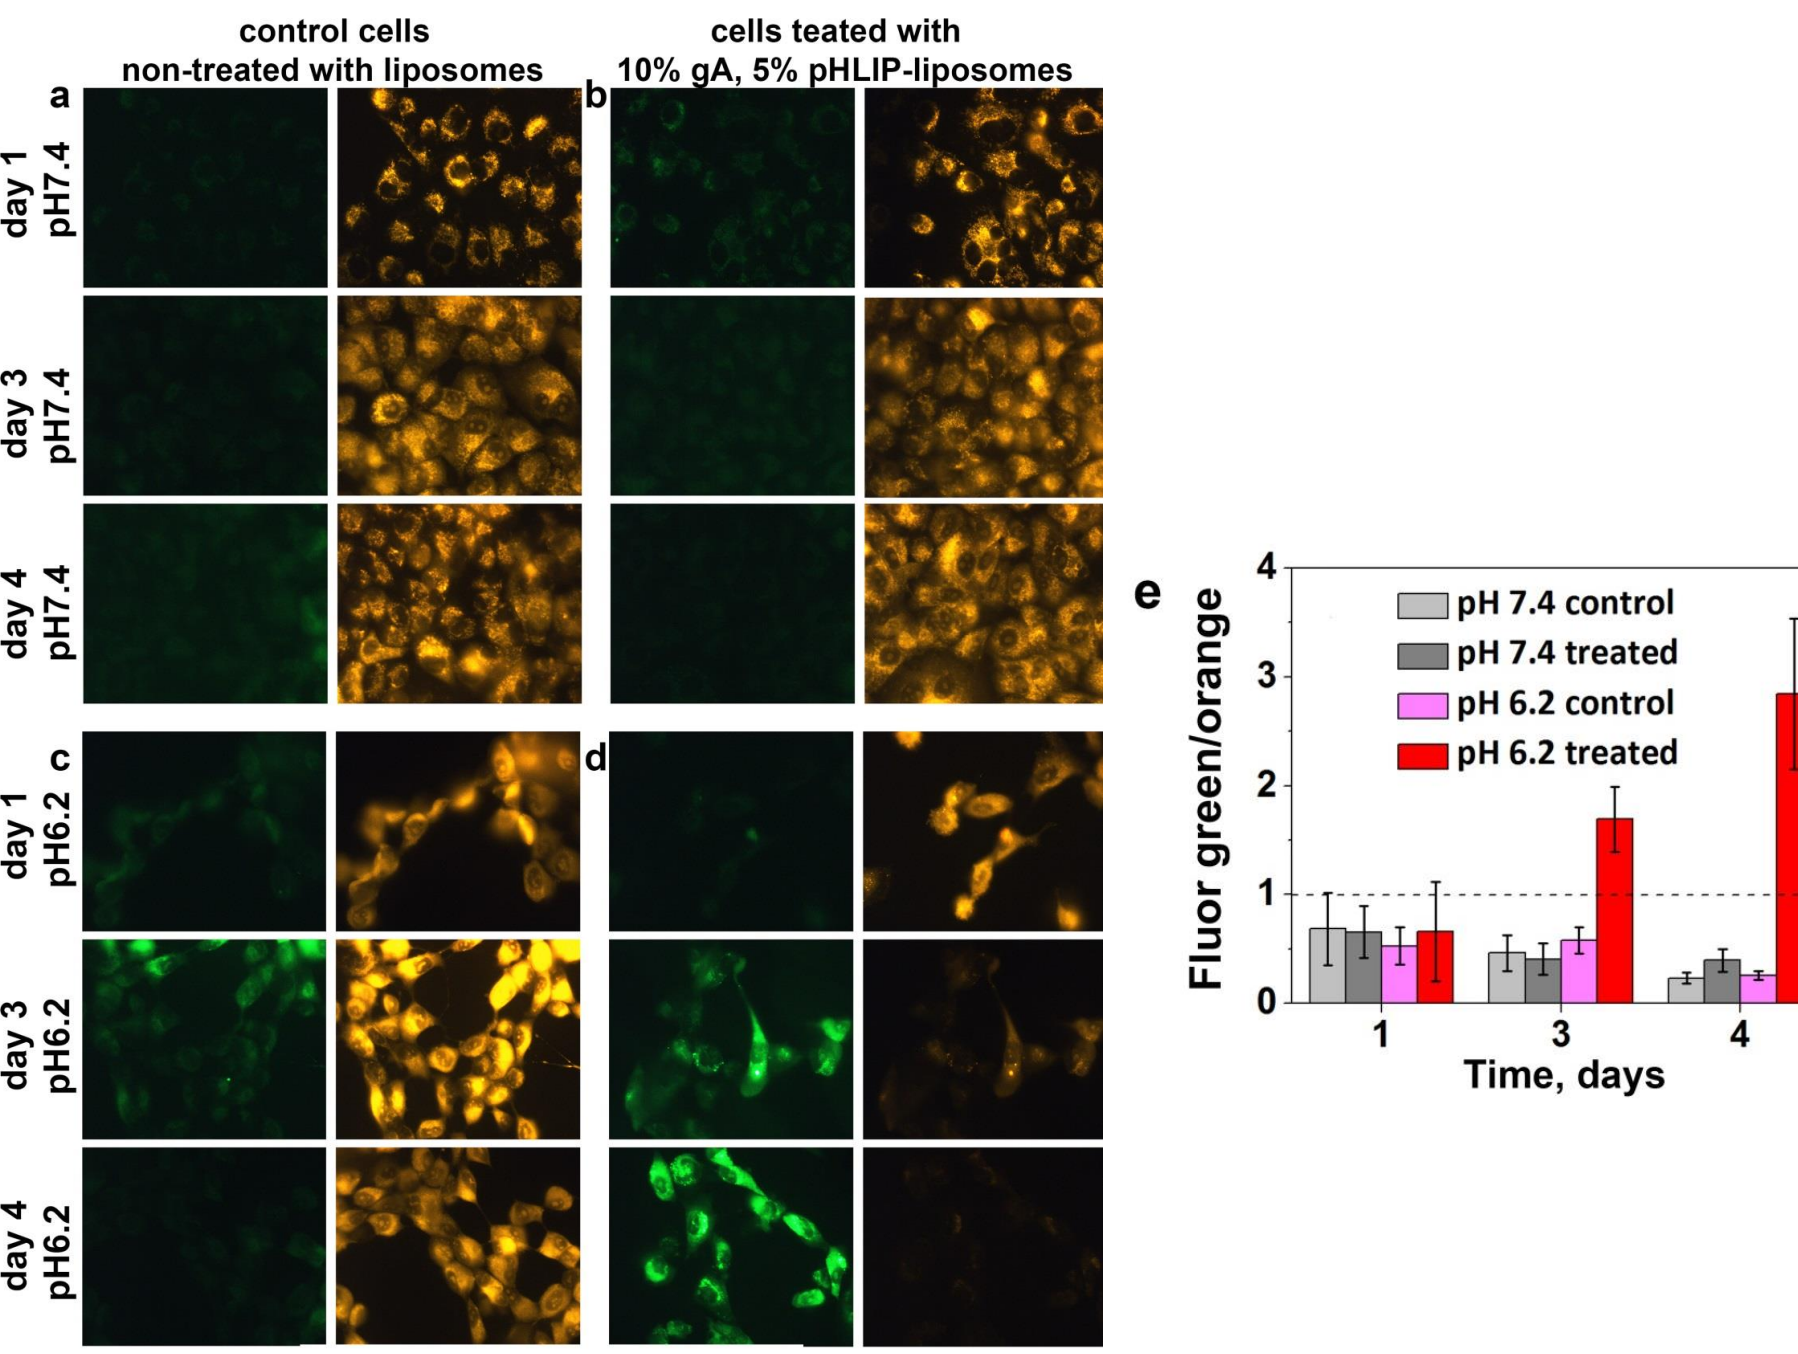 control cells
non-treated with liposomes
cells teated with
10% gA, 5% pHLIP-liposomes
a
b
day 1
pH7.4
day 3
pH7.4
day 4
pH7.4
c
d
day 1
pH6.2
day 3
pH6.2
day 4
pH6.2
e
Fluor green/orange
4
3
2
1
0
pH 7.4 control
pH 7.4 treated
pH 6.2 control
pH 6.2 treated
1
3
4
Time, days